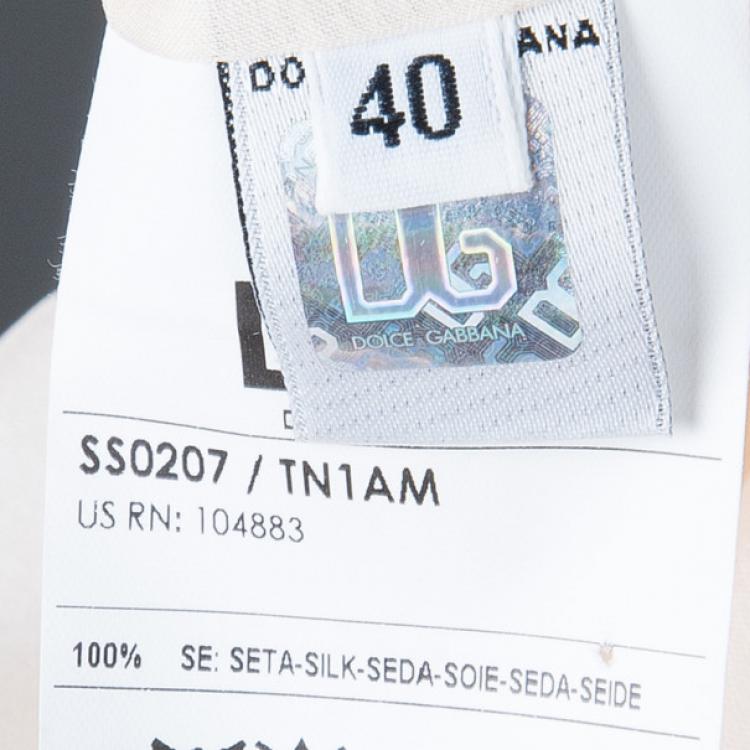 DO ANA
40
DG
DOLCE GABBANA
SS0207 / TN1AM
US RN: 104883
100% SE: SETA-SILK-SEDA-SOIE-SEDA-SEIDE